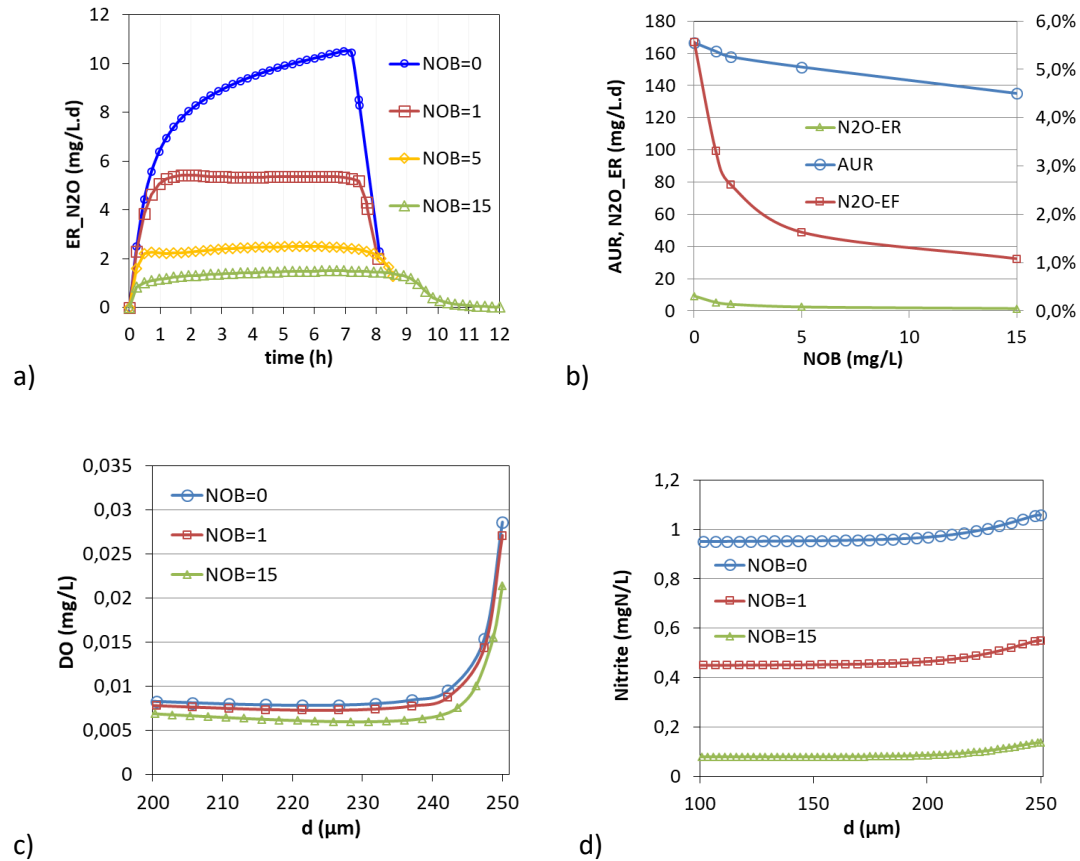 12
10
8
6
4
2
0
ER_N2O (mg/L.d)
NOB=0
NOB=1
NOB=5
NOB=15
0 1 2 3 4 5 6 7 8 9 10 11 12
time (h)
a)
180
160
140
120
100
80
60
40
20
0
AUR, N2O_ER (mg/L.d)
6,0%
5,0%
4,0%
3,0%
2,0%
1,0%
0,0%
N2O-ER
AUR
N2O-EF
0 5 10 15
NOB (mg/L)
b)
0,035
0,03
0,025
0,02
0,015
0,01
0,005
0
DO (mg/L)
NOB=0
NOB=1
NOB=15
200 210 220 230 240 250
d (µm)
c)
1,2
1
0,8
0,6
0,4
0,2
0
Nitrite (mgN/L)
NOB=0
NOB=1
NOB=15
100 150 200 250
d (µm)
d)